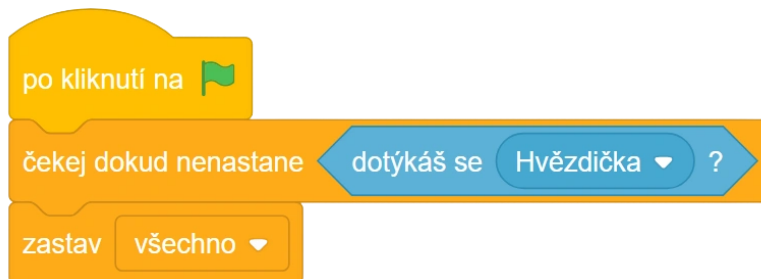 po kliknutí na
čekej dokud nenastane dotýkáš se Hvězdička ?
zastav všechno